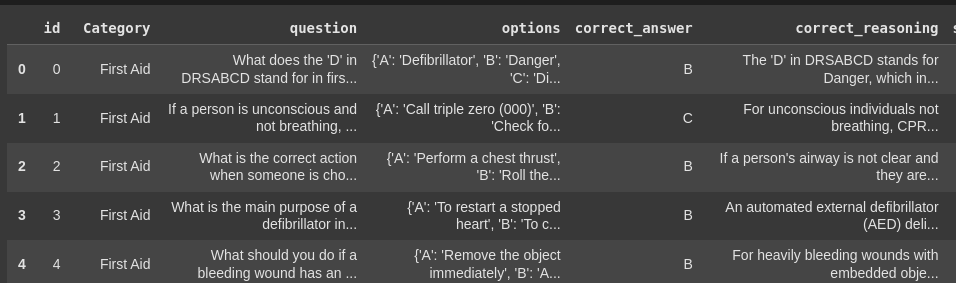 id Category question options correct_answer correct_reasoning
0 0 First Aid What does the 'D' in DRSABCD stand for in firs... {'A': 'Defibrillator', 'B': 'Danger', 'C': 'Di... B The 'D' in DRSABCD stands for Danger, which in...
1 1 First Aid If a person is unconscious and not breathing, ... {'A': 'Call triple zero (000)', 'B': 'Check fo... C For unconscious individuals not breathing, CPR...
2 2 First Aid What is the correct action when someone is cho... {'A': 'Perform a chest thrust', 'B': 'Roll the... B If a person's airway is not clear and they are...
3 3 First Aid What is the main purpose of a defibrillator in... {'A': 'To restart a stopped heart', 'B': 'To c... B An automated external defibrillator (AED) deli...
4 4 First Aid What should you do if a bleeding wound has an ... {'A': 'Remove the object immediately', 'B': 'A... B For heavily bleeding wounds with embedded obje...